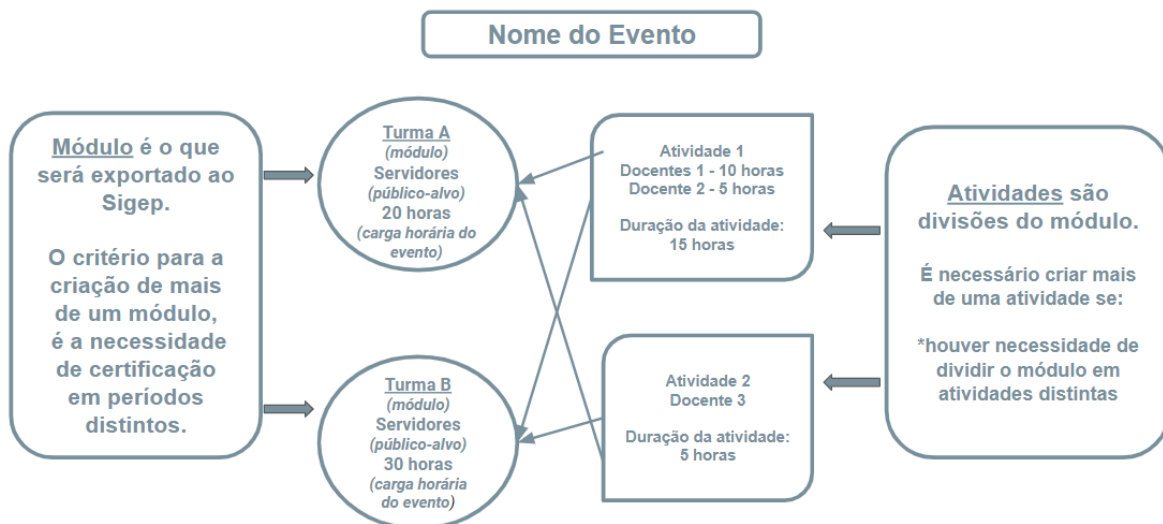 Nome do Evento
Módulo é o que
será exportado ao
Sigep.
O critério para a
criação de mais
de um módulo,
é a necessidade
de certificação
em períodos
distintos.
Turma A
(módulo)
Servidores
(público-alvo)
20 horas
(carga horária do
evento)
Turma B
(módulo)
Servidores
(público-alvo)
30 horas
(carga horária
do evento)
Atividade 1
Docentes 1 - 10 horas
Docente 2 - 5 horas
Duração da atividade:
15 horas
Atividade 2
Docente 3
Duração da atividade:
5 horas
Atividades são
divisões do módulo.
É necessário criar mais
de uma atividade se:
*houver necessidade de
dividir o módulo em
atividades distintas